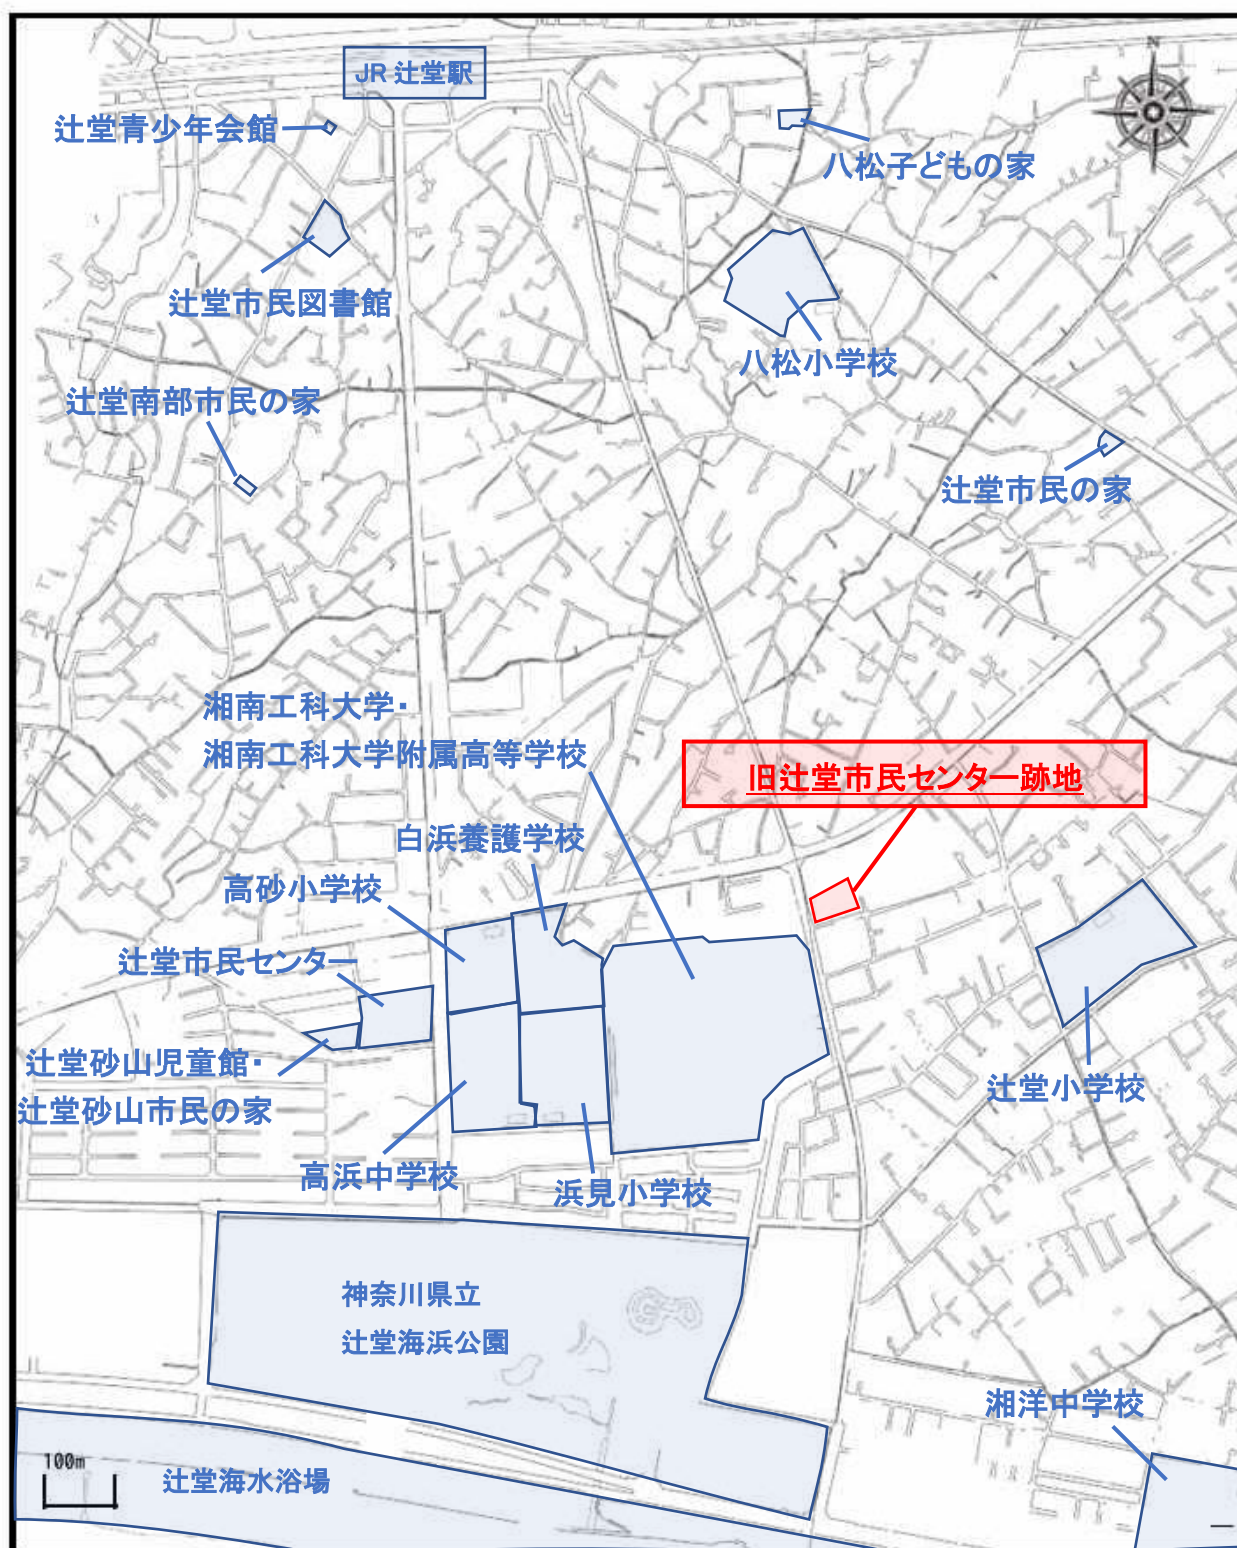 N
JR 辻堂駅
辻堂青少年会館
八松子どもの家
辻堂市民図書館
八松小学校
辻堂南部市民の家
辻堂市民の家
湘南工科大学・
湘南工科大学附属高等学校
旧辻堂市民センター跡地
白浜養護学校
高砂小学校
辻堂市民センター
辻堂砂山児童館・
辻堂砂山市民の家
辻堂小学校
高浜中学校
浜見小学校
神奈川県立
辻堂海浜公園
湘洋中学校
100m
辻堂海水浴場